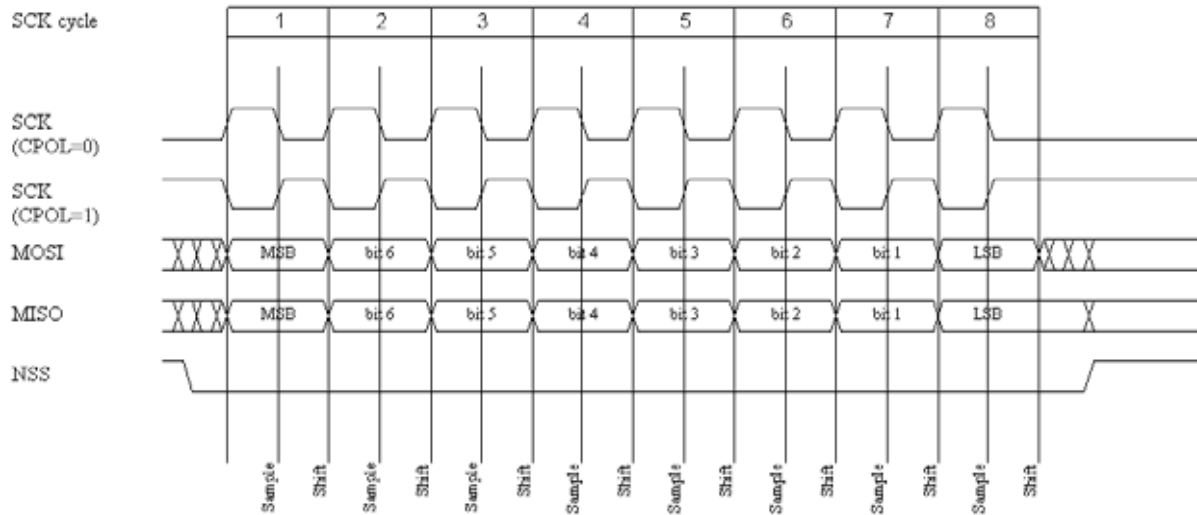 SCK cycle 1 2 3 4 5 6 7 8
SCK
(CPOL=0)
SCK
(CPOL=1)
MOSI MSB bit 6 bit 5 bit 4 bit 3 bit 2 bit 1 LSB
MISO MSB bit 6 bit 5 bit 4 bit 3 bit 2 bit 1 LSB
NSS
Sample Shift Sample Shift Sample Shift Sample Shift Sample Shift Sample Shift Sample Shift Sample Shift